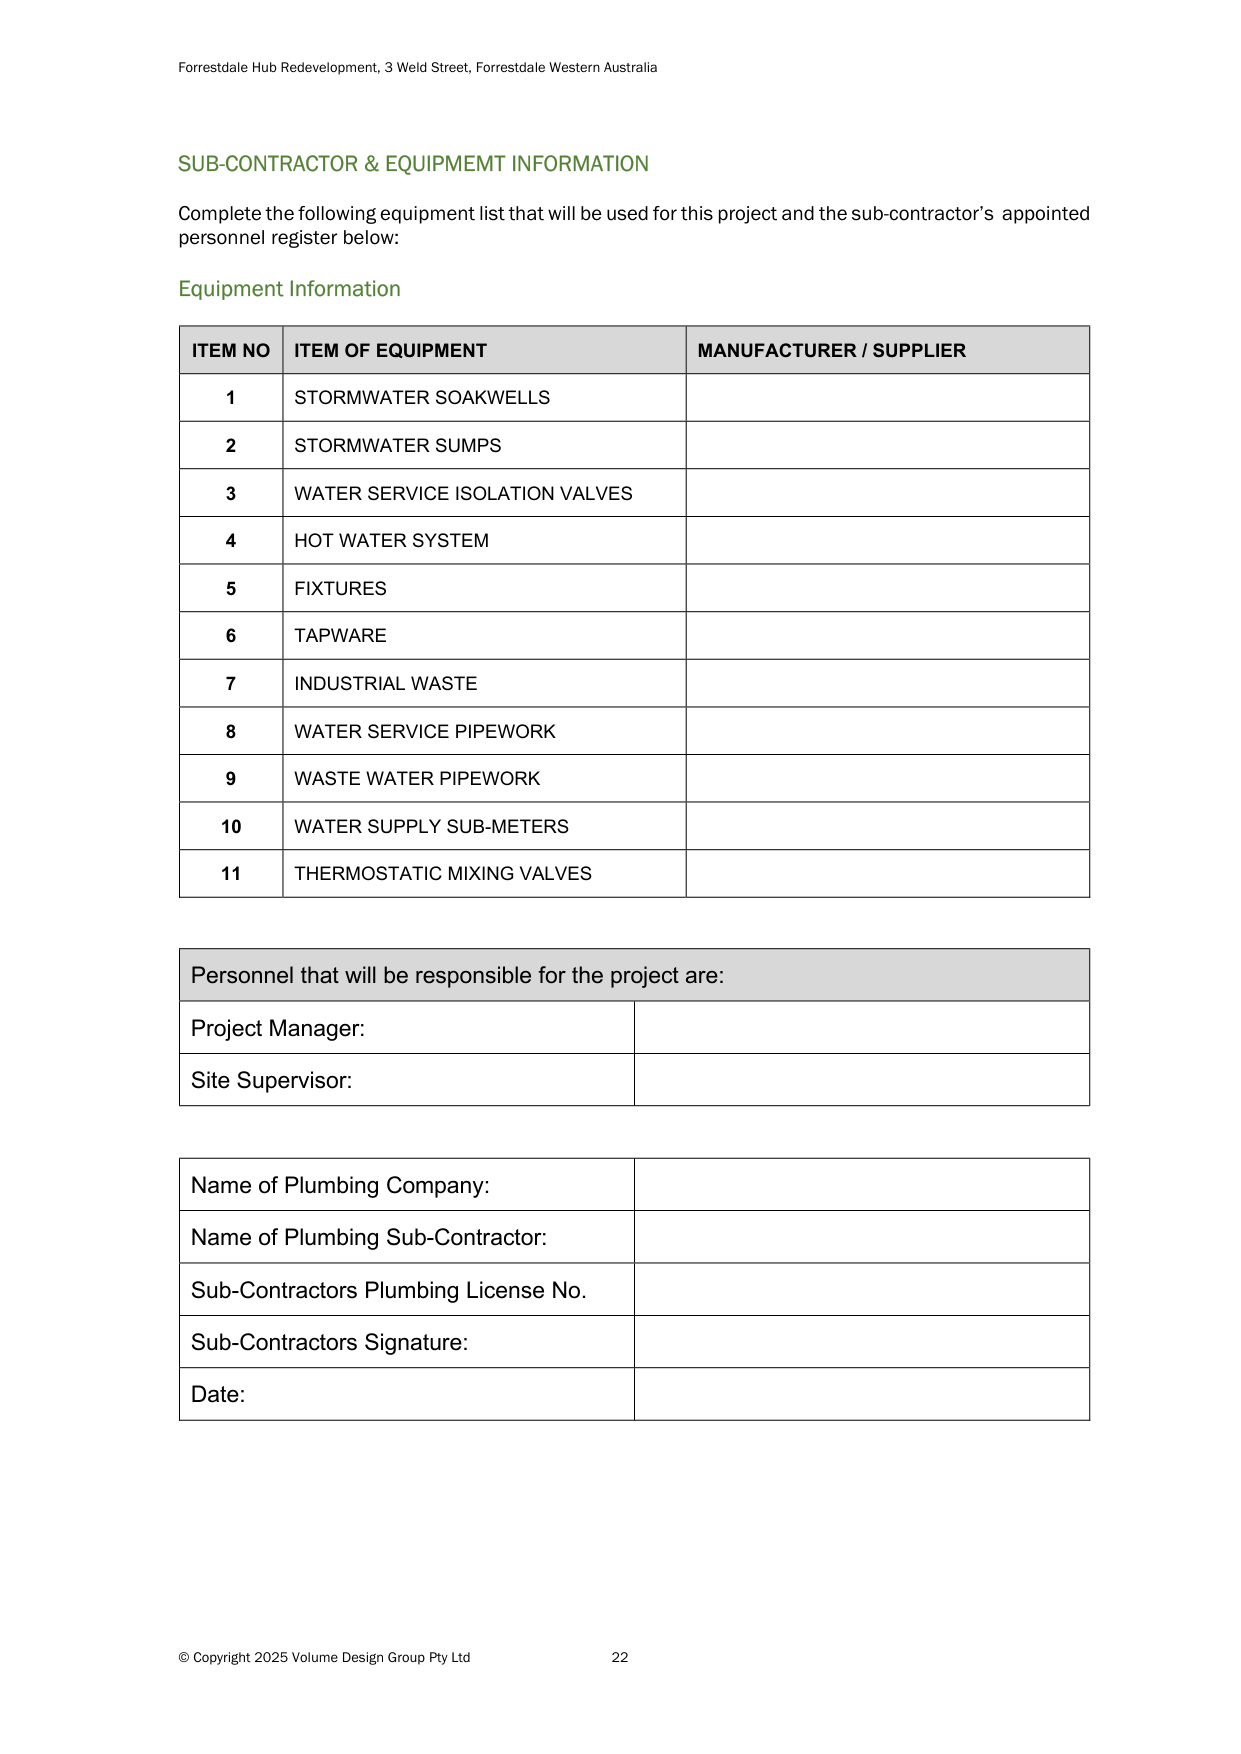 Forrestdale Hub Redevelopment, 3 Weld Street, Forrestdale Western Australia
SUB-CONTRACTOR & EQUIPMEMT INFORMATION
Complete the following equipment list that will be used for this project and the sub-contractor’s appointed
personnel register below:
Equipment Information
ITEM NO ITEM OF EQUIPMENT MANUFACTURER / SUPPLIER
1 STORMWATER SOAKWELLS
2 STORMWATER SUMPS
3 WATER SERVICE ISOLATION VALVES
4 HOT WATER SYSTEM
5 FIXTURES
6 TAPWARE
7 INDUSTRIAL WASTE
8 WATER SERVICE PIPEWORK
9 WASTE WATER PIPEWORK
10 WATER SUPPLY SUB-METERS
11 THERMOSTATIC MIXING VALVES
Personnel that will be responsible for the project are:
Project Manager:
Site Supervisor:
Name of Plumbing Company:
Name of Plumbing Sub-Contractor:
Sub-Contractors Plumbing License No.
Sub-Contractors Signature:
Date:
© Copyright 2025 Volume Design Group Pty Ltd 22